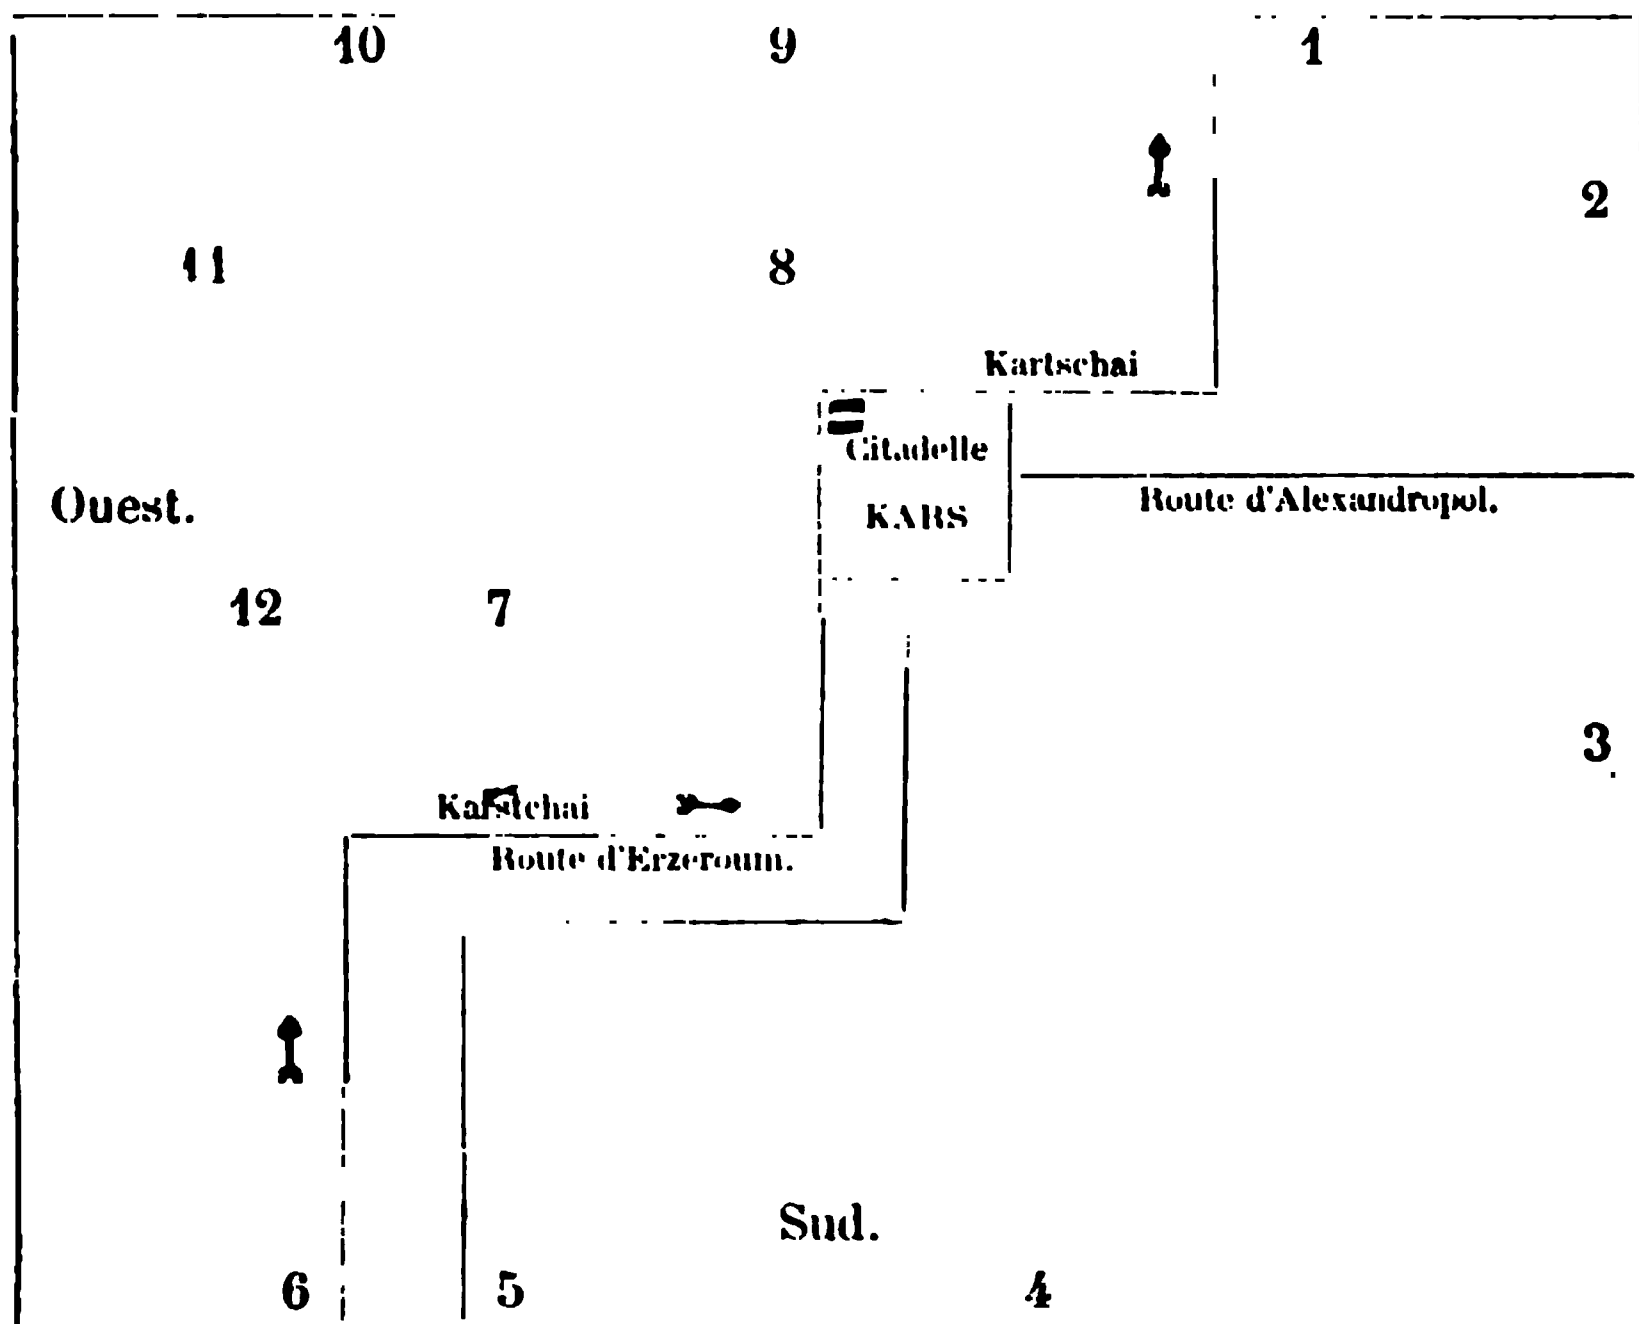 10 9 1
2
11 8
Kartschai
Citadelle
Ouest. KARS Route d'Alexandropol.
12 7
3
Karstchai
Route d'Erzeroum.
Sud.
6 5 4